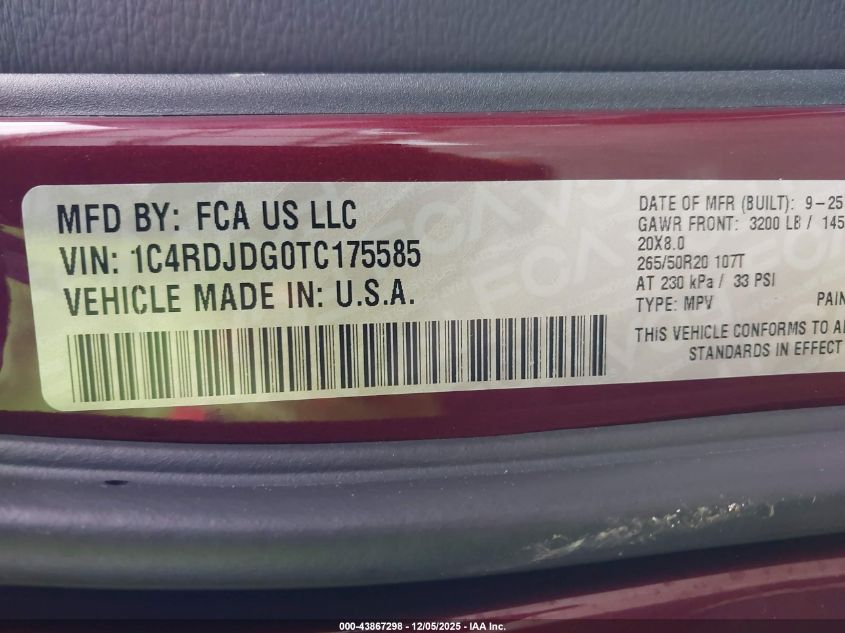 MFD BY: FCA US LLC
VIN: 1C4RDJDG0TC175585
VEHICLE MADE IN: U.S.A.
DATE OF MFR (BUILT): 9-25
GAWR FRONT: 3200 LB / 145
20X8.0
265/50R20 107T
AT 230 kPa / 33 PSI
TYPE: MPV PAIN
THIS VEHICLE CONFORMS TO A
STANDARDS IN EFFECT
000-43867298 - 12/05/2025 - IAA Inc.